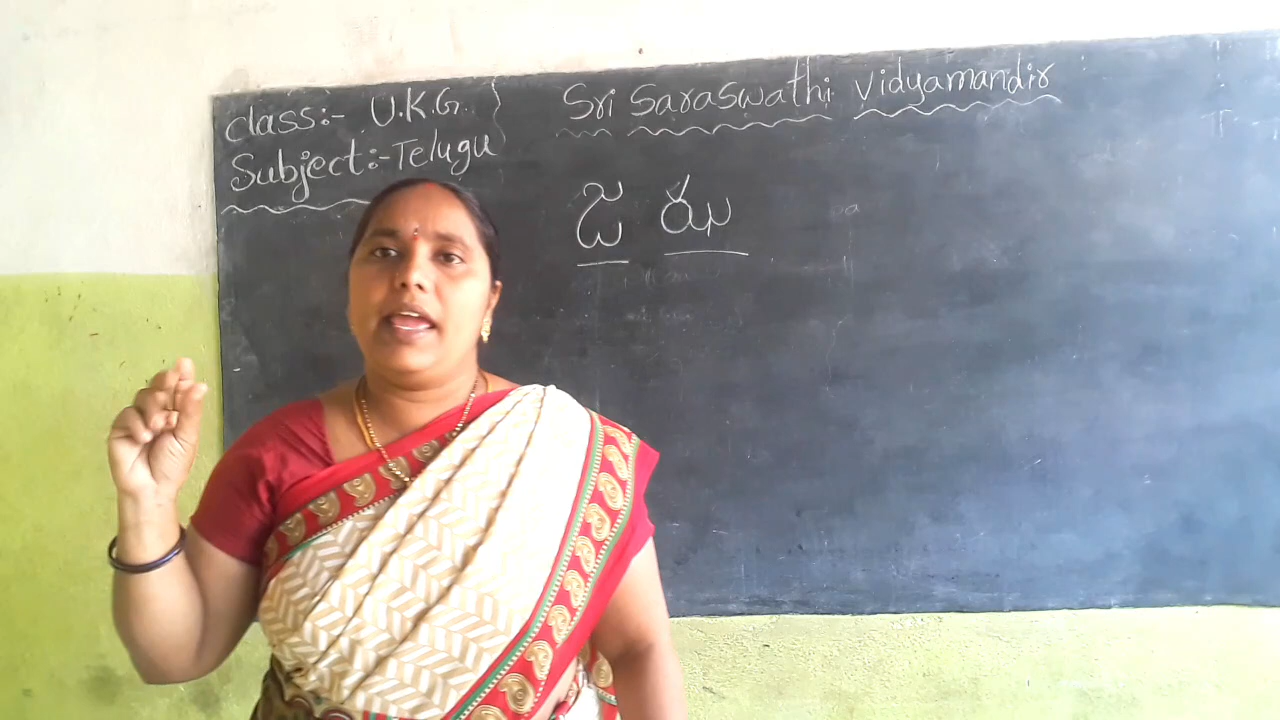 class:- U.K.G.
Subject:-Telugu
Sri Saraswathi vidyamandir
జ ఝ